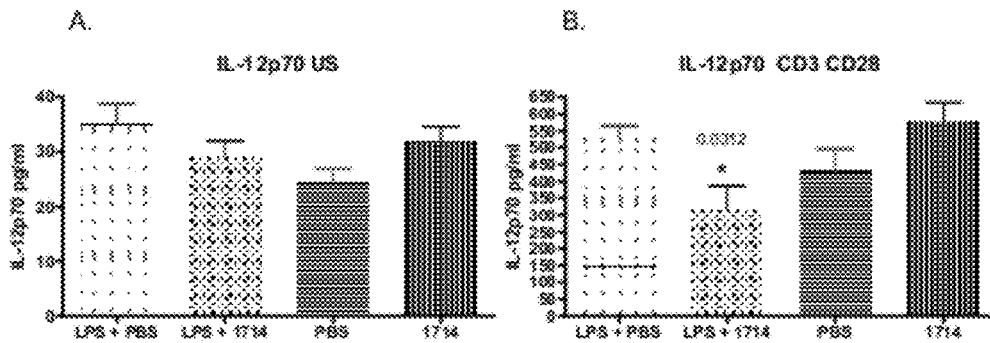 A.
IL-12p70 US
IL-12p70 pg/ml
40
30
20
10
0
LPS + PBS
LPS + 1714
PBS
1714
B.
IL-12p70 CD3 CD28
IL-12p70 pg/ml
650
600
550
500
450
400
350
300
250
200
150
100
50
0
0.0312
*
LPS + PBS
LPS + 1714
PBS
1714